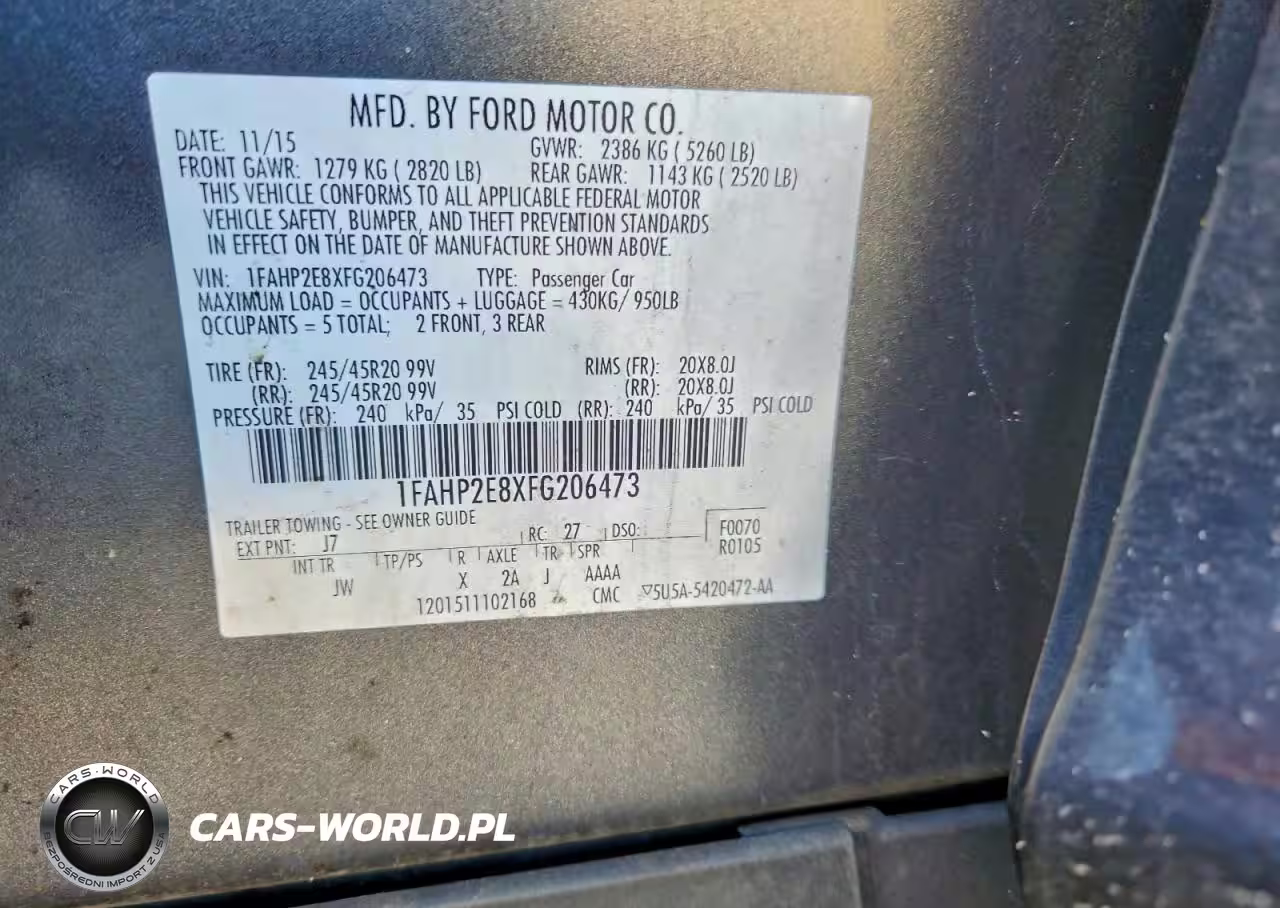 MFD. BY FORD MOTOR CO.
DATE: 11/15 GVWR: 2386 KG ( 5260 LB)
FRONT GAWR: 1279 KG ( 2820 LB) REAR GAWR: 1143 KG ( 2520 LB)
THIS VEHICLE CONFORMS TO ALL APPLICABLE FEDERAL MOTOR
VEHICLE SAFETY, BUMPER, AND THEFT PREVENTION STANDARDS
IN EFFECT ON THE DATE OF MANUFACTURE SHOWN ABOVE.
VIN: 1FAHP2E8XFG206473 TYPE: Passenger Car
MAXIMUM LOAD = OCCUPANTS + LUGGAGE = 430KG/ 950LB
OCCUPANTS = 5 TOTAL; 2 FRONT, 3 REAR
TIRE (FR): 245/45R20 99V RIMS (FR): 20X8.0J
(RR): 245/45R20 99V (RR): 20X8.0J
PRESSURE (FR): 240 kPa/ 35 PSI COLD (RR): 240 kPa/ 35 PSI COLD
1FAHP2E8XFG206473
TRAILER TOWING - SEE OWNER GUIDE
EXT PNT: J7 RC: 27 DSO: F0070
INT TR TP/PS R AXLE TR SPR R0105
JW X 2A J AAAA
1201511102168 CMC ▽5U5A-5420472-AA
CARS-WORLD
CW
BEZPOŚREDNI IMPORT Z USA
CARS-WORLD.PL